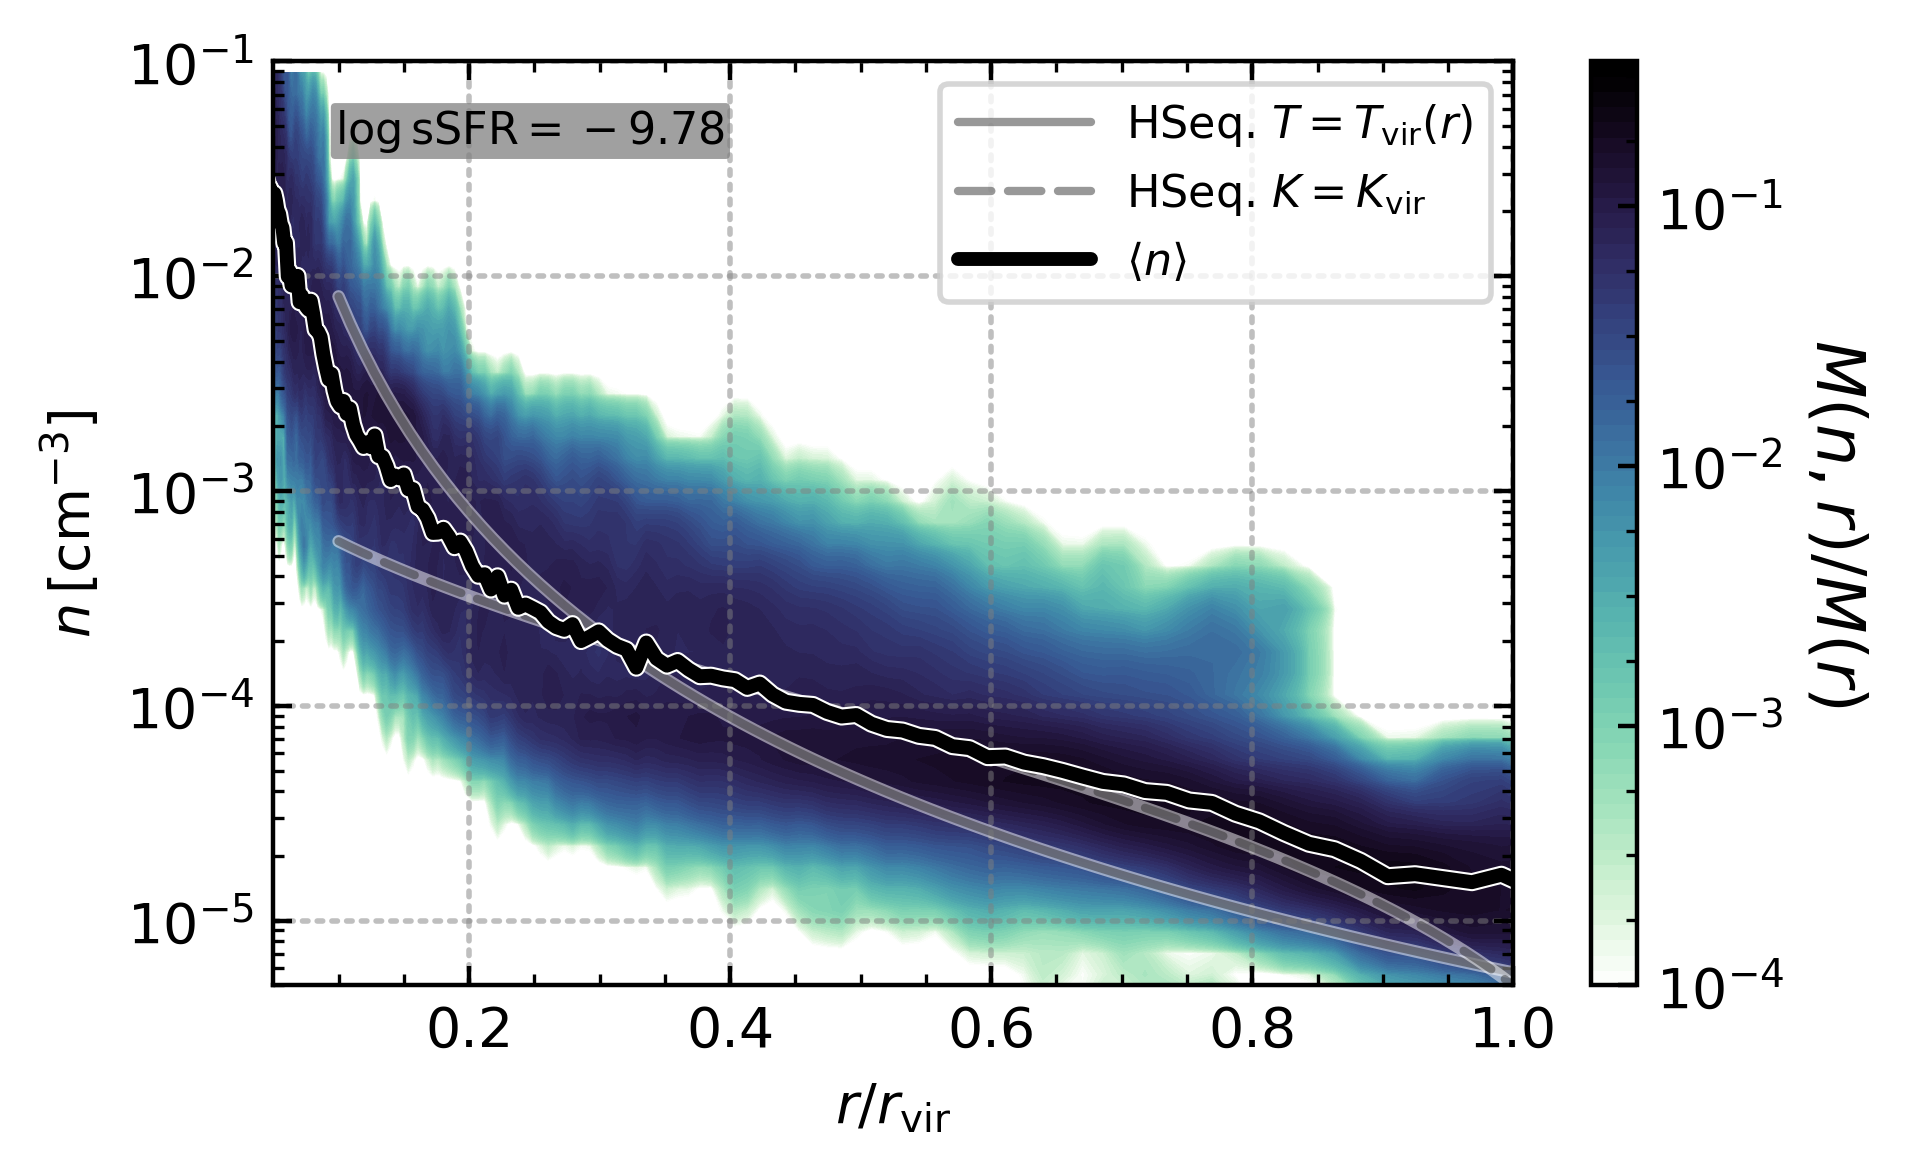 10⁻¹
10⁻²
10⁻³
10⁻⁴
10⁻⁵
n [cm⁻³]
log sSFR = −9.78
HSeq. T = T_vir(r)
HSeq. K = K_vir
⟨n⟩
0.2 0.4 0.6 0.8 1.0
r/r_vir
10⁻¹
10⁻²
10⁻³
10⁻⁴
M(n, r)/M(r)